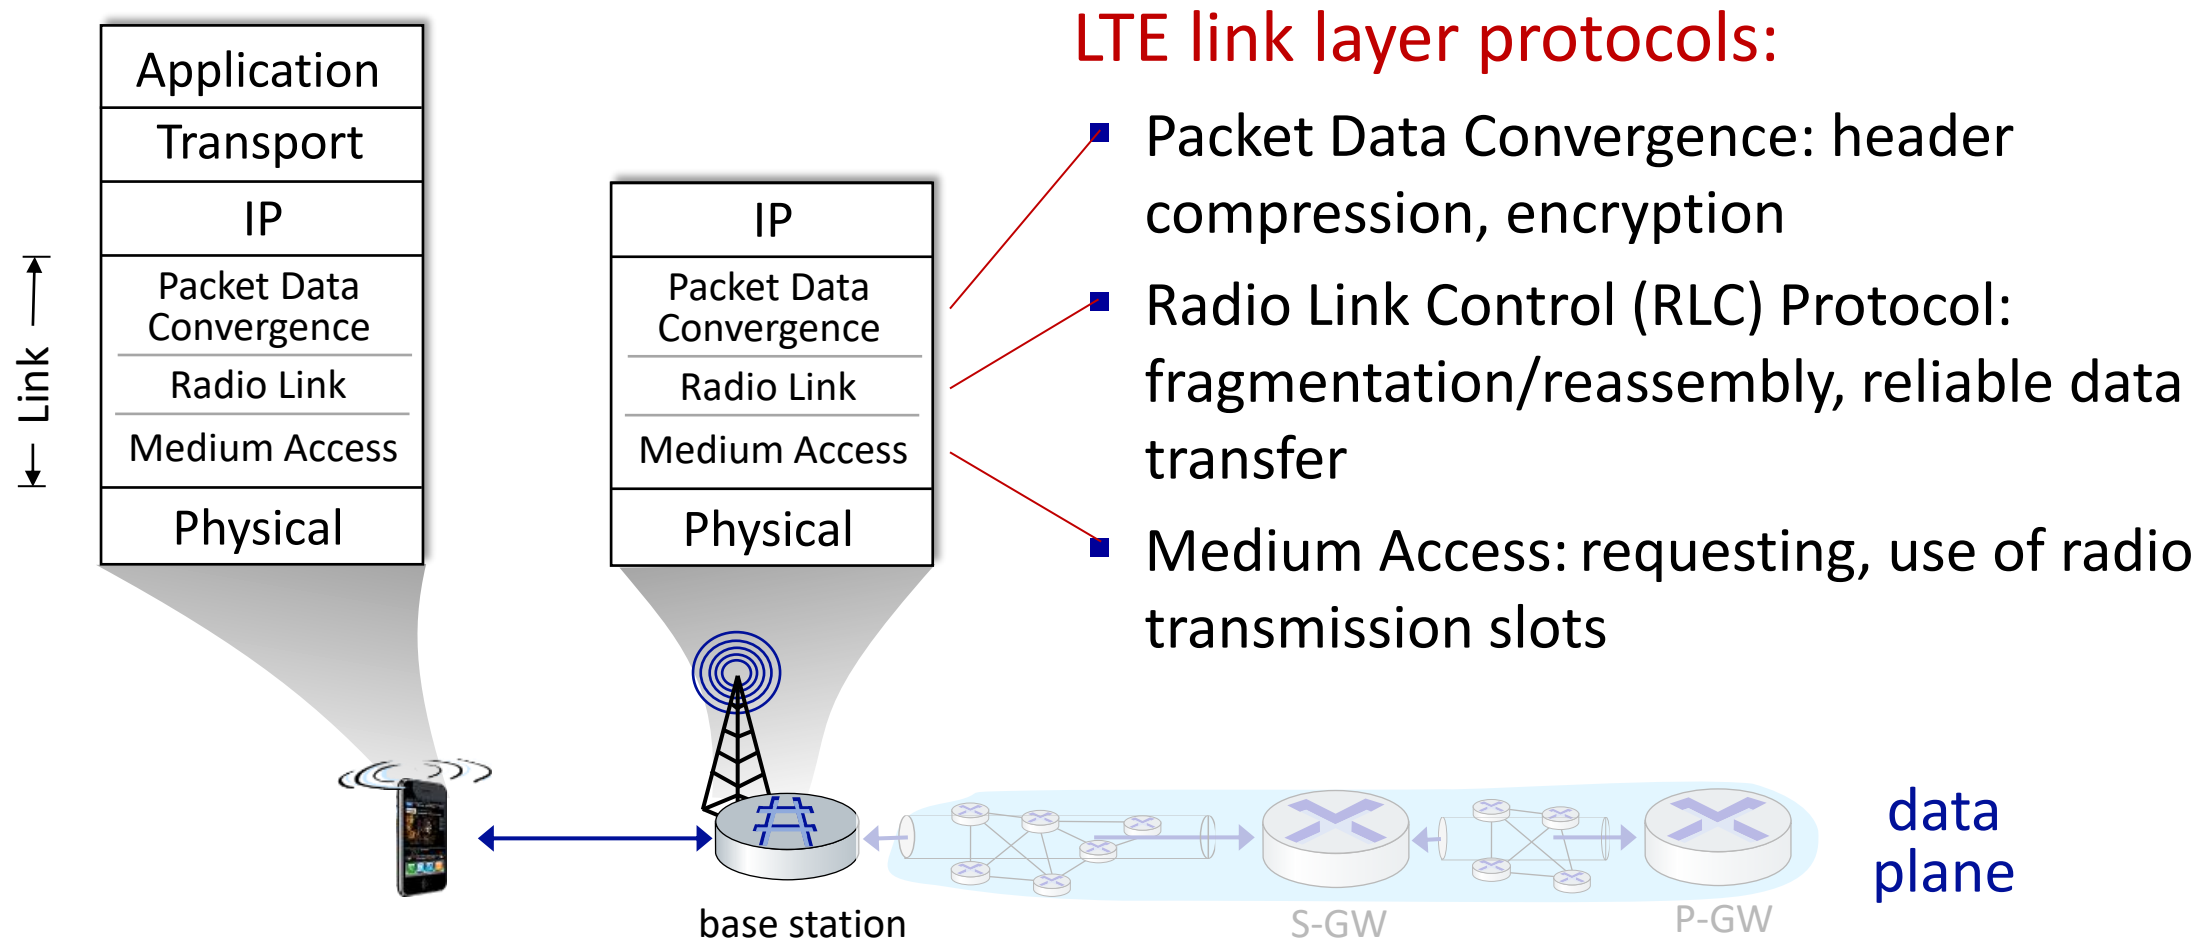 Application
Transport
IP
Packet Data
Convergence
Radio Link
Medium Access
Physical
Link
IP
Packet Data
Convergence
Radio Link
Medium Access
Physical
LTE link layer protocols:
Packet Data Convergence: header
compression, encryption
Radio Link Control (RLC) Protocol:
fragmentation/reassembly, reliable data
transfer
Medium Access: requesting, use of radio
transmission slots
base station
S-GW
P-GW
data
plane